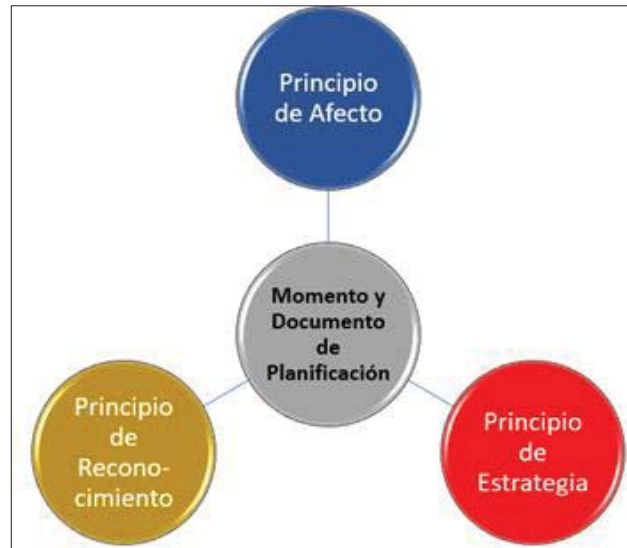 Principio
de Afecto
Momento y
Documento
de
Planificación
Principio
de
Recono-
cimiento
Principio
de
Estrategia